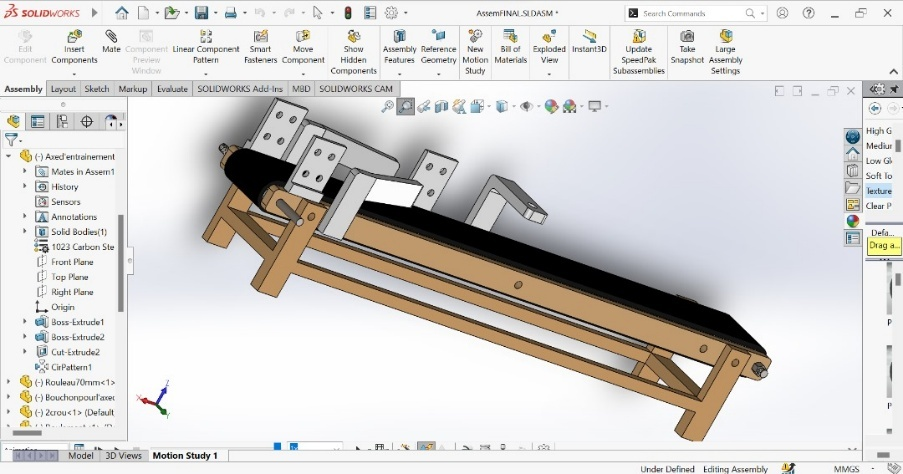 SOLIDWORKS
AssemFINAL.SLDASM *
Search Commands
Edit Component
Insert Components
Mate
Component Preview Window
Linear Component Pattern
Smart Fasteners
Move Component
Show Hidden Components
Assembly Features
Reference Geometry
New Motion Study
Bill of Materials
Exploded View
Instant3D
Update SpeedPak Subassemblies
Take Snapshot
Large Assembly Settings
Assembly Layout Sketch Markup Evaluate SOLIDWORKS Add-Ins MBD SOLIDWORKS CAM
(-) Axed'entrainement
Mates in Assem1
History
Sensors
Annotations
Solid Bodies(1)
1023 Carbon Ste
Front Plane
Top Plane
Right Plane
Origin
Boss-Extrude1
Boss-Extrude2
Cut-Extrude2
CirPattern1
(-) Rouleau70mm<1>
(-) Bouchonpourl'axec
(-) 2crou<1> (Default
High G
Mediur
Low Gl
Soft To
Texture
Clear P
Defa...
Drag a...
P
P
Model 3D Views Motion Study 1
Under Defined Editing Assembly MMGS